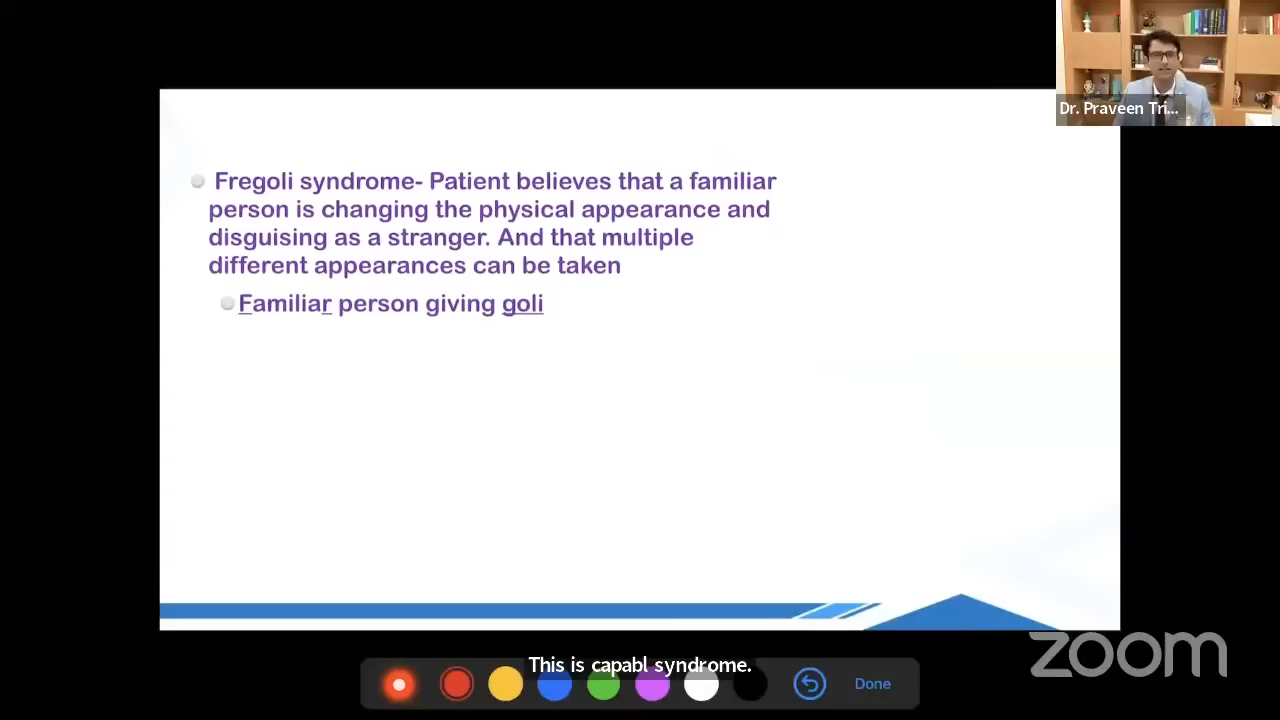 Dr. Praveen Tri...
Fregoli syndrome- Patient believes that a familiar
person is changing the physical appearance and
disguising as a stranger. And that multiple
different appearances can be taken
Familiar person giving goli
zoom
This is capabl syndrome.
Done